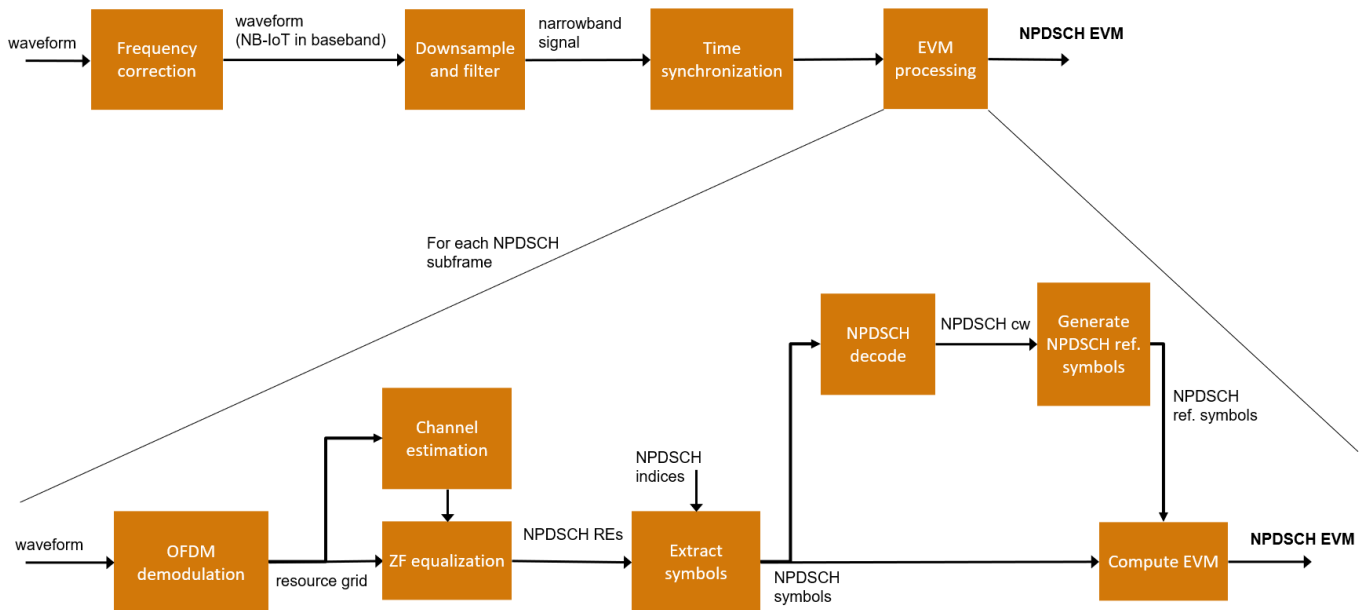 waveform
Frequency
correction
waveform
(NB-IoT in baseband)
Downsample
and filter
narrowband
signal
Time
synchronization
EVM
processing
NPDSCH EVM
For each NPDSCH
subframe
NPDSCH
decode
NPDSCH cw
Generate
NPDSCH ref.
symbols
NPDSCH
ref. symbols
Channel
estimation
NPDSCH
indices
waveform
OFDM
demodulation
resource grid
ZF equalization
NPDSCH REs
Extract
symbols
NPDSCH
symbols
Compute EVM
NPDSCH EVM